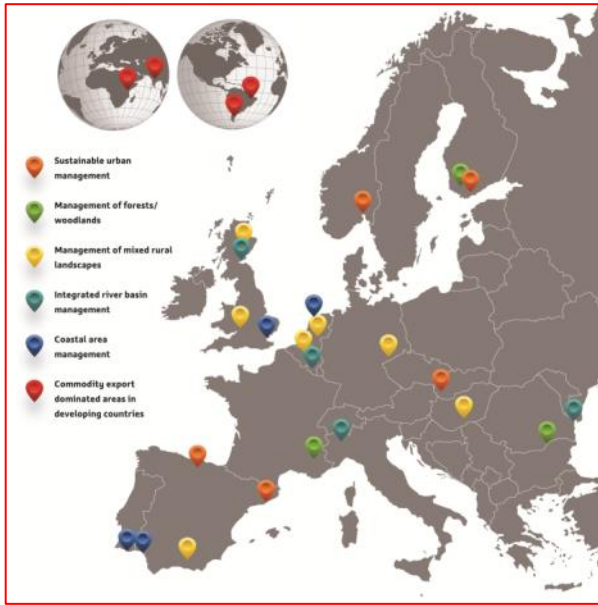 Sustainable urban
management
Management of forests/
woodlands
Management of mixed rural
landscapes
Integrated river basin
management
Coastal area
management
Commodity export
dominated areas in
developing countries